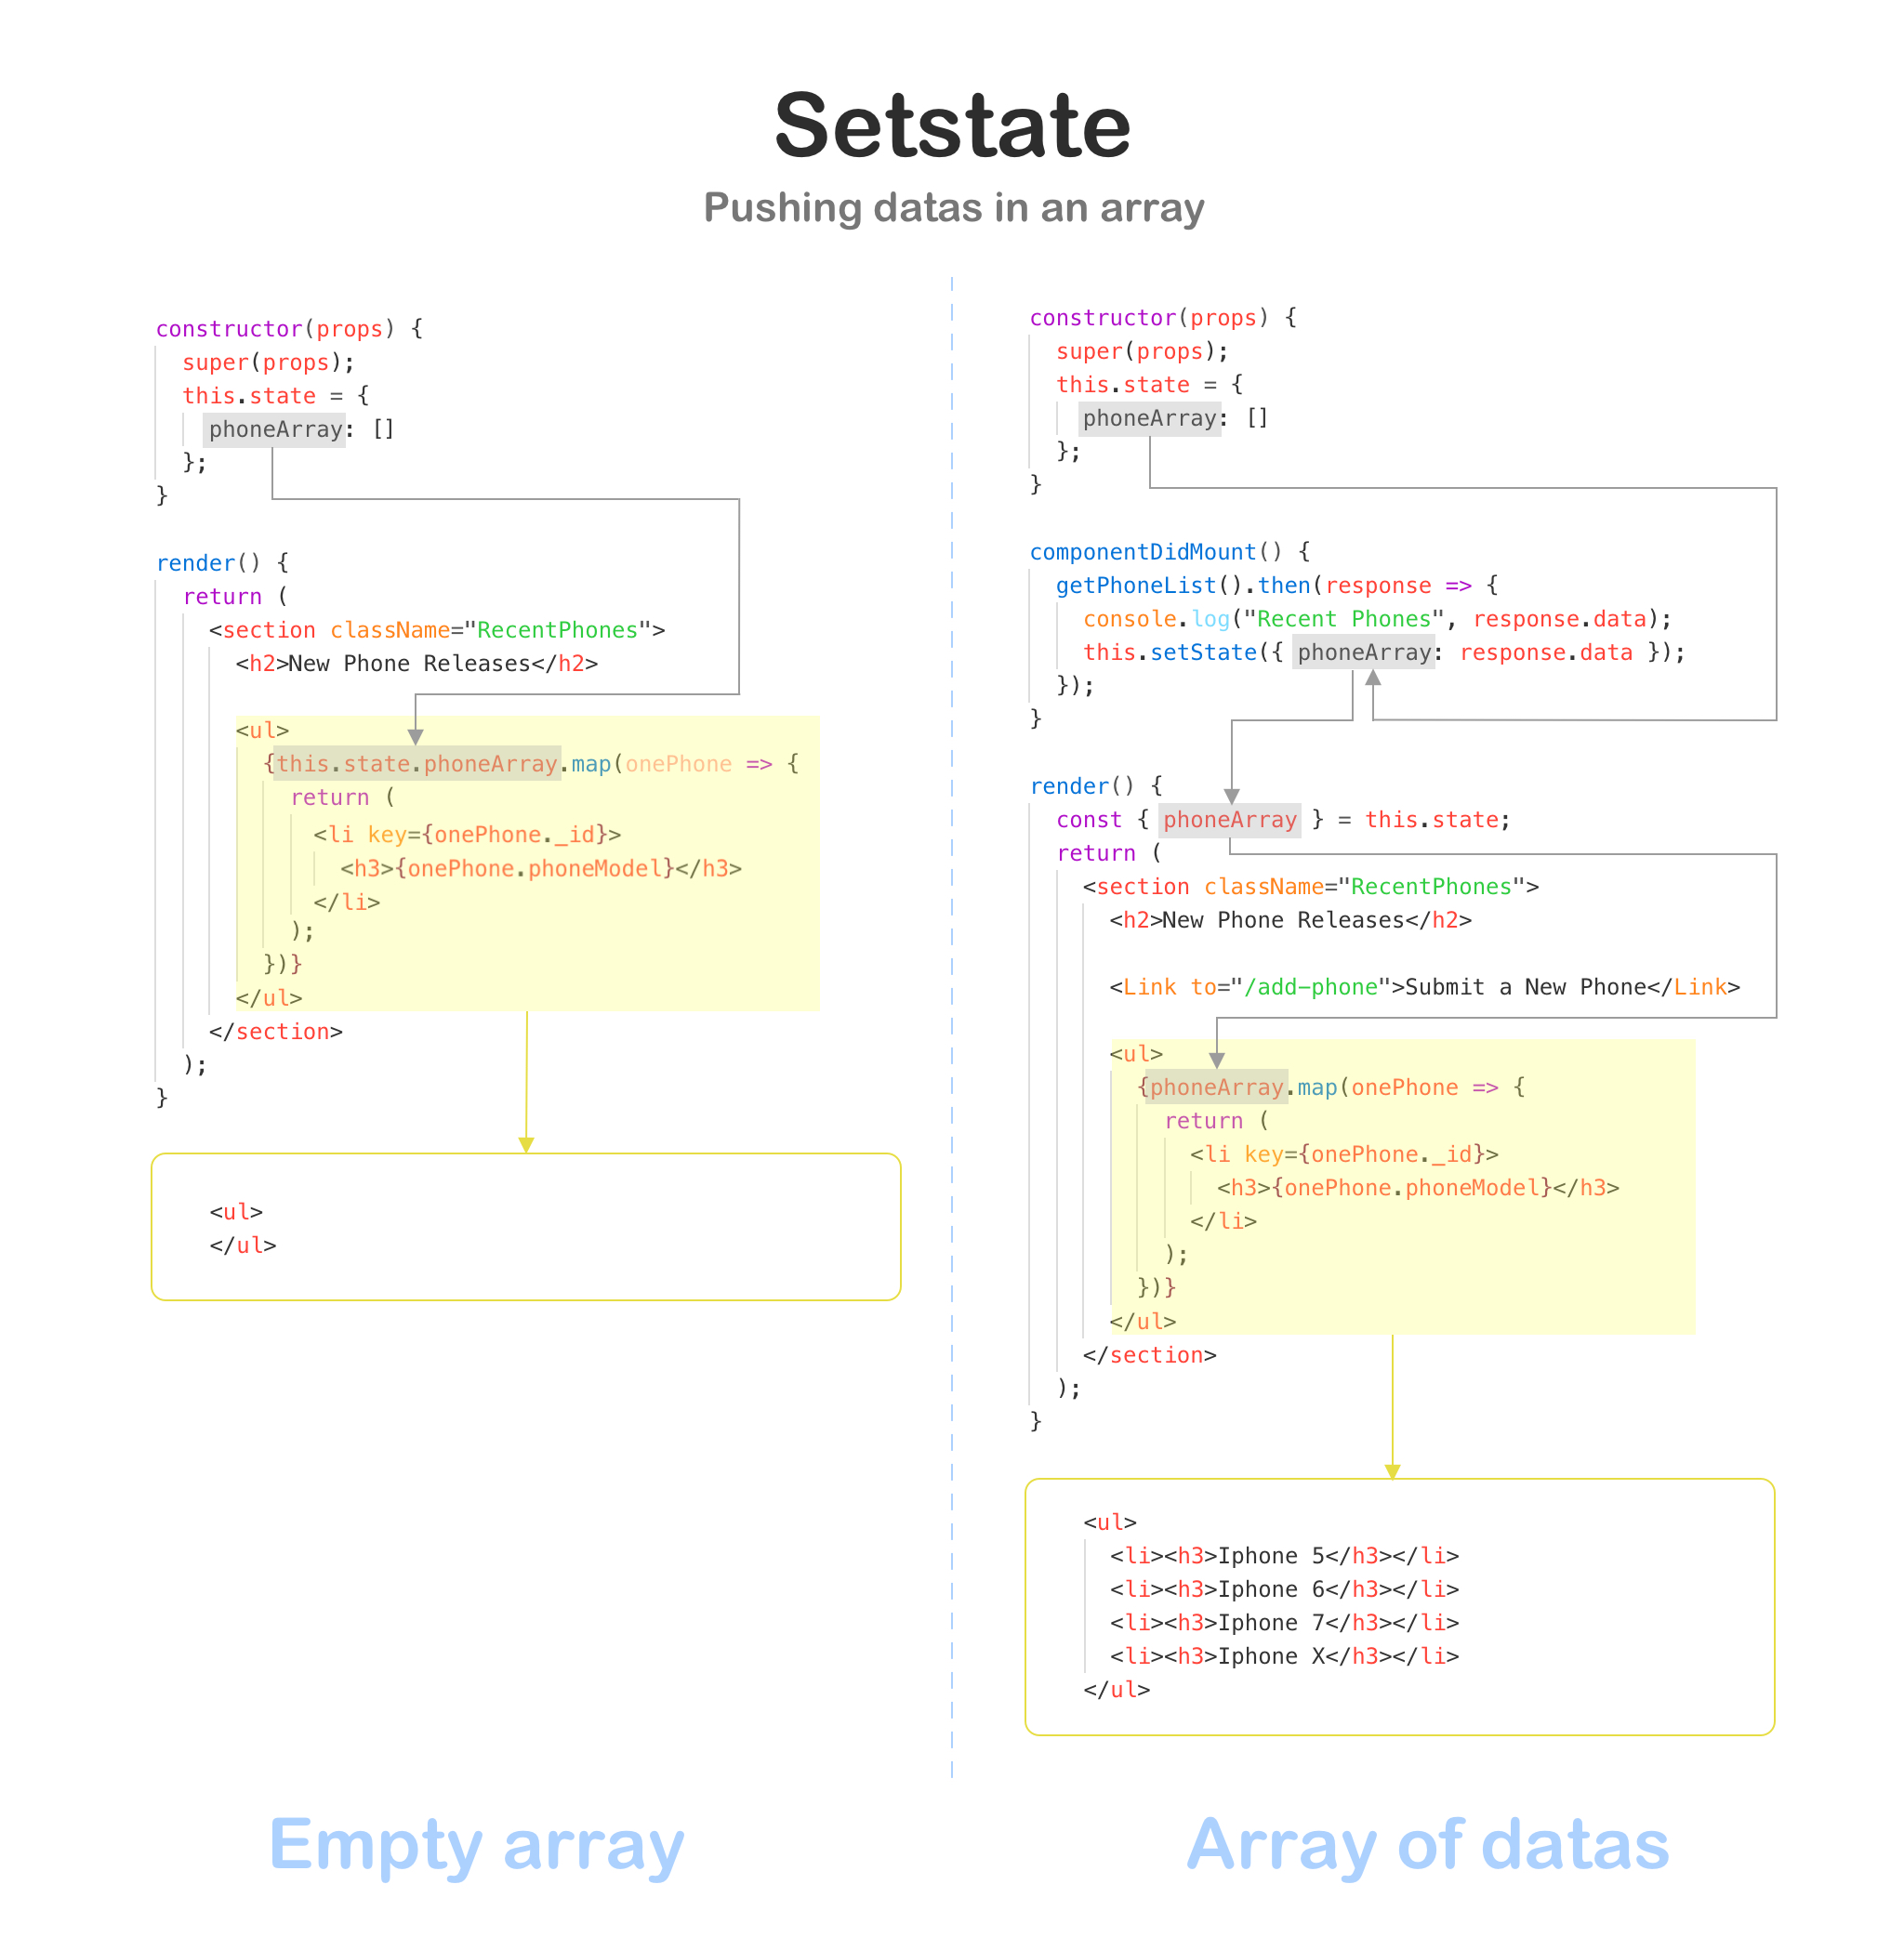 Setstate
Pushing datas in an array
constructor(props) {
super(props);
this.state = {
phoneArray: []
};
}
render() {
return (
<section className="RecentPhones">
<h2>New Phone Releases</h2>
<ul>
{this.state.phoneArray.map(onePhone => {
return (
<li key={onePhone._id}>
<h3>{onePhone.phoneModel}</h3>
</li>
);
})}
</ul>
</section>
);
}
<ul>
</ul>
Empty array
constructor(props) {
super(props);
this.state = {
phoneArray: []
};
}
componentDidMount() {
getPhoneList().then(response => {
console.log("Recent Phones", response.data);
this.setState({ phoneArray: response.data });
});
}
render() {
const { phoneArray } = this.state;
return (
<section className="RecentPhones">
<h2>New Phone Releases</h2>
<Link to="/add-phone">Submit a New Phone</Link>
<ul>
{phoneArray.map(onePhone => {
return (
<li key={onePhone._id}>
<h3>{onePhone.phoneModel}</h3>
</li>
);
})}
</ul>
</section>
);
}
<ul>
<li><h3>Iphone 5</h3></li>
<li><h3>Iphone 6</h3></li>
<li><h3>Iphone 7</h3></li>
<li><h3>Iphone X</h3></li>
</ul>
Array of datas